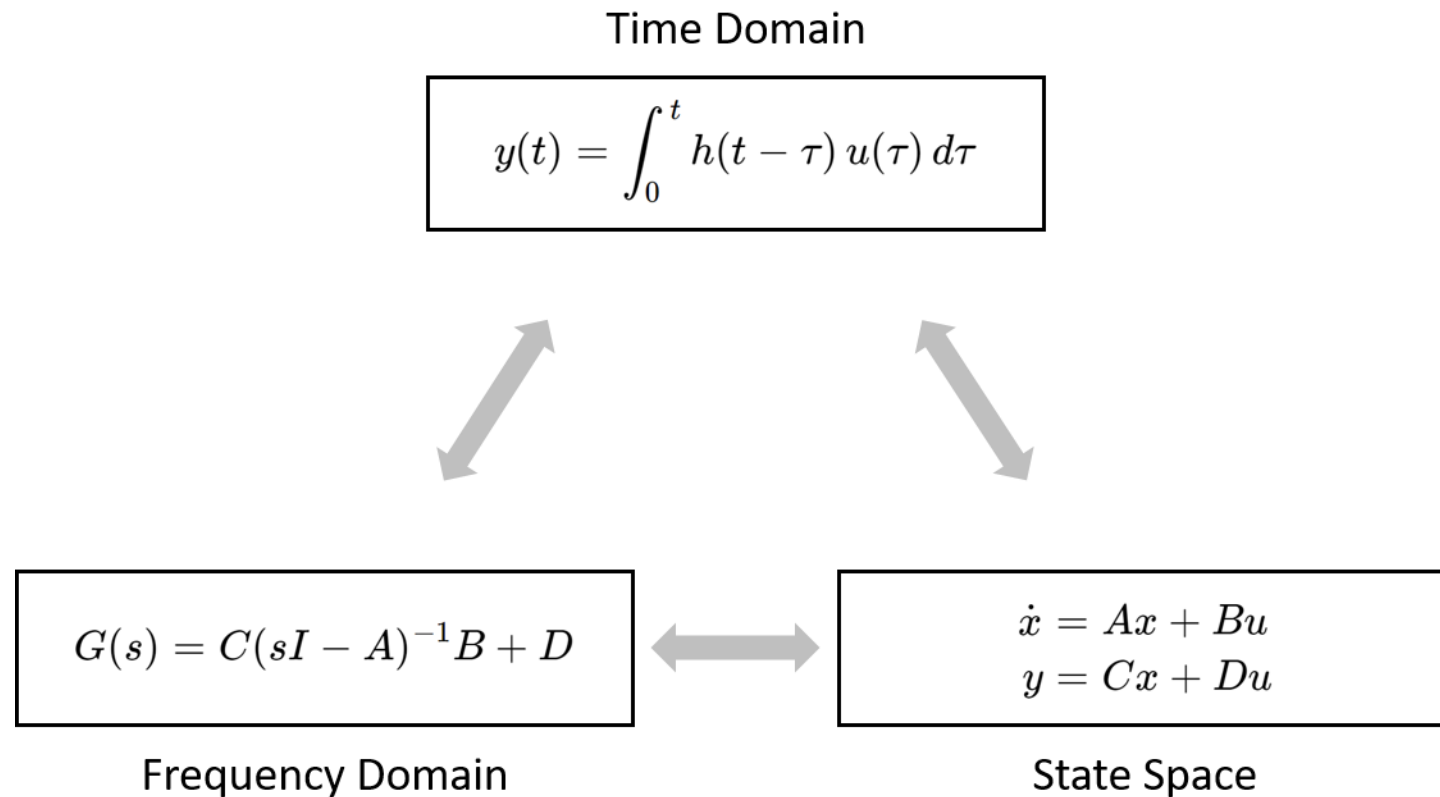 Time Domain
y(t) = ∫₀ᵗ h(t − τ) u(τ) dτ
G(s) = C(sI − A)⁻¹B + D
ẋ = Ax + Bu
y = Cx + Du
Frequency Domain
State Space